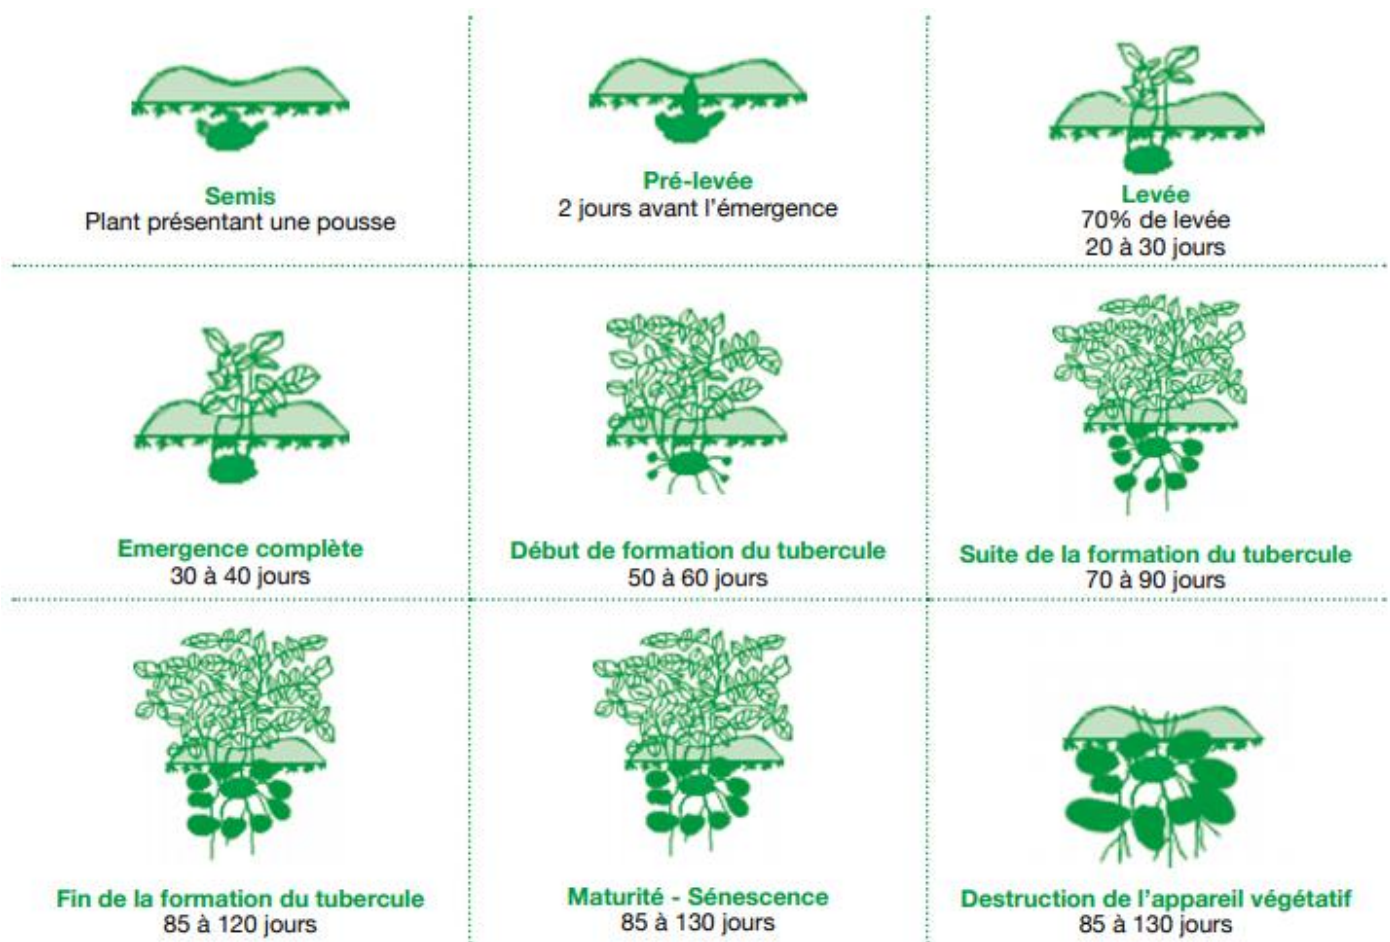 Semis
Plant présentant une pousse
Pré-levée
2 jours avant l'émergence
Levée
70% de levée
20 à 30 jours
Emergence complète
30 à 40 jours
Début de formation du tubercule
50 à 60 jours
Suite de la formation du tubercule
70 à 90 jours
Fin de la formation du tubercule
85 à 120 jours
Maturité - Sénescence
85 à 130 jours
Destruction de l'appareil végétatif
85 à 130 jours